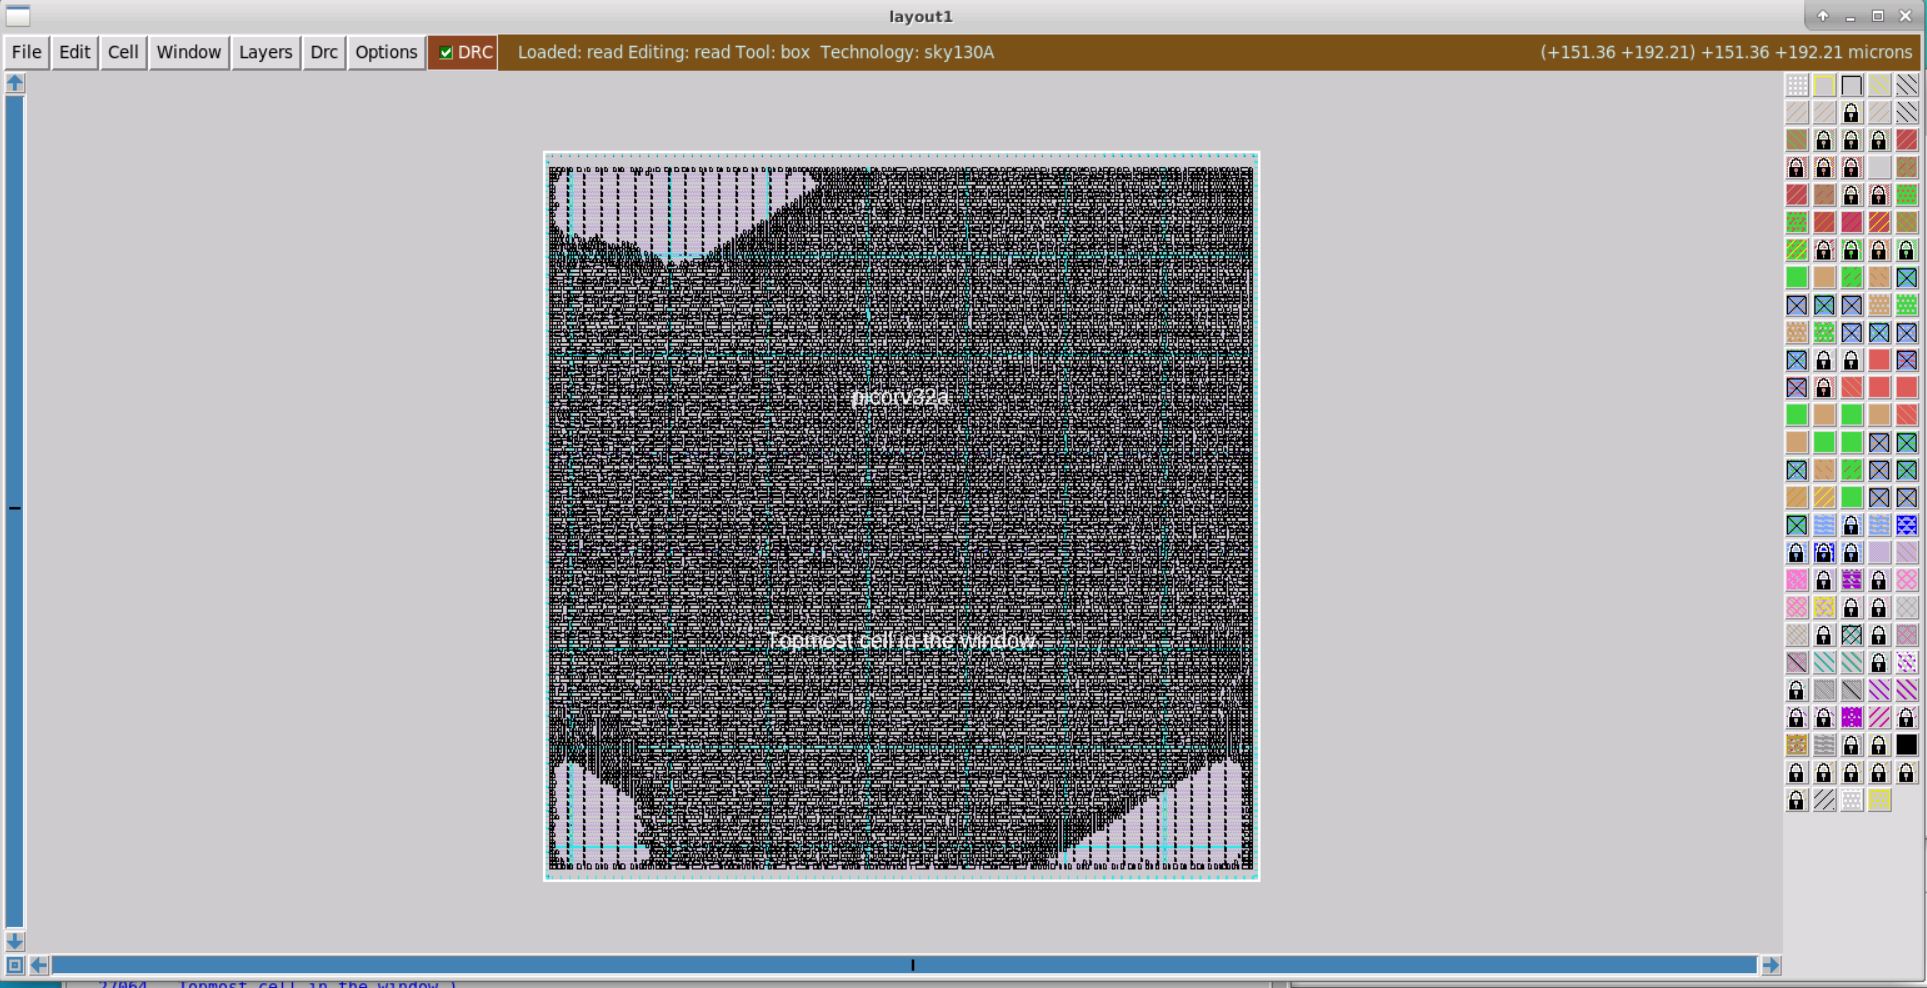 layout1
File Edit Cell Window Layers Drc Options DRC Loaded: read Editing: read Tool: box Technology: sky130A (+151.36 +192.21) +151.36 +192.21 microns
picorv32a
Topmost cell in the window
27064 Topmost cell in the window )